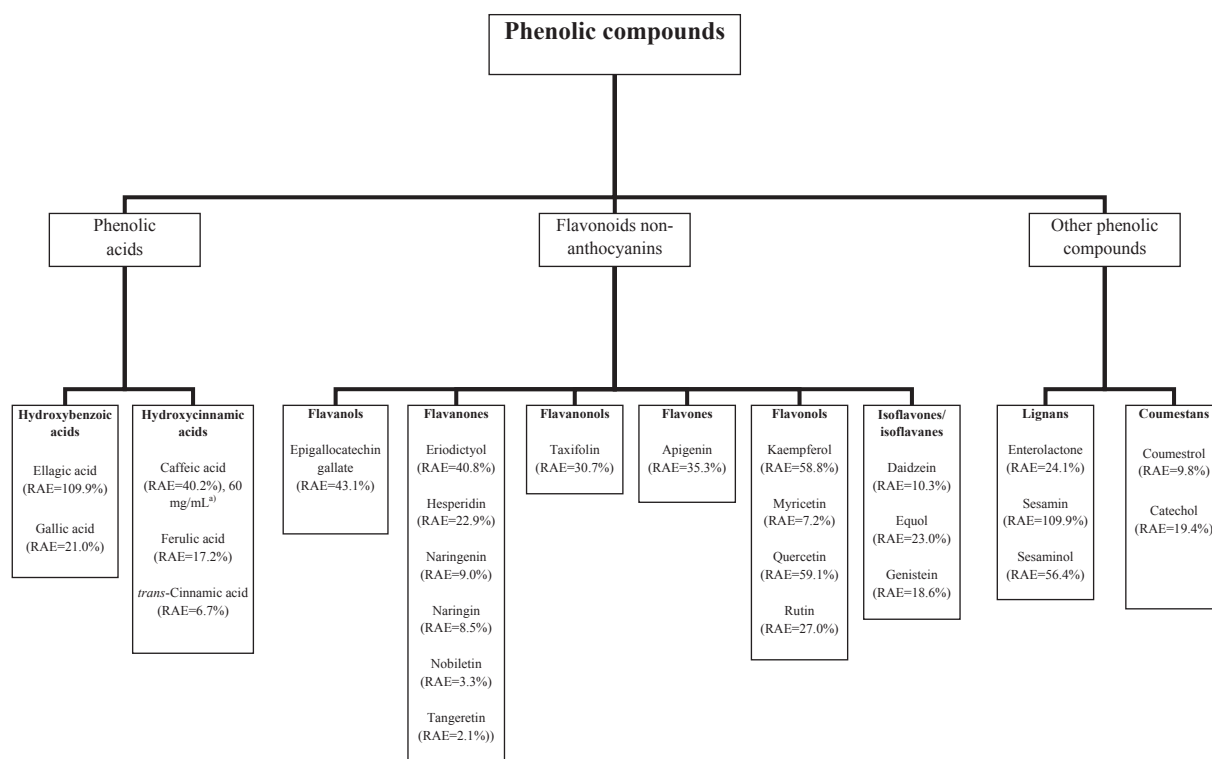 Phenolic compounds
Phenolic
acids
Flavonoids non-
anthocyanins
Other phenolic
compounds
Hydroxybenzoic
acids
Ellagic acid
(RAE=109.9%)
Gallic acid
(RAE=21.0%)
Hydroxycinnamic
acids
Caffeic acid
(RAE=40.2%), 60
mg/mLa)
Ferulic acid
(RAE=17.2%)
trans-Cinnamic acid
(RAE=6.7%)
Flavanols
Epigallocatechin
gallate
(RAE=43.1%)
Flavanones
Eriodictyol
(RAE=40.8%)
Hesperidin
(RAE=22.9%)
Naringenin
(RAE=9.0%)
Naringin
(RAE=8.5%)
Nobiletin
(RAE=3.3%)
Tangeretin
(RAE=2.1%))
Flavanonols
Taxifolin
(RAE=30.7%)
Flavones
Apigenin
(RAE=35.3%)
Flavonols
Kaempferol
(RAE=58.8%)
Myricetin
(RAE=7.2%)
Quercetin
(RAE=59.1%)
Rutin
(RAE=27.0%)
Isoflavones/
isoflavanes
Daidzein
(RAE=10.3%)
Equol
(RAE=23.0%)
Genistein
(RAE=18.6%)
Lignans
Enterolactone
(RAE=24.1%)
Sesamin
(RAE=109.9%)
Sesaminol
(RAE=56.4%)
Coumestans
Coumestrol
(RAE=9.8%)
Catechol
(RAE=19.4%)